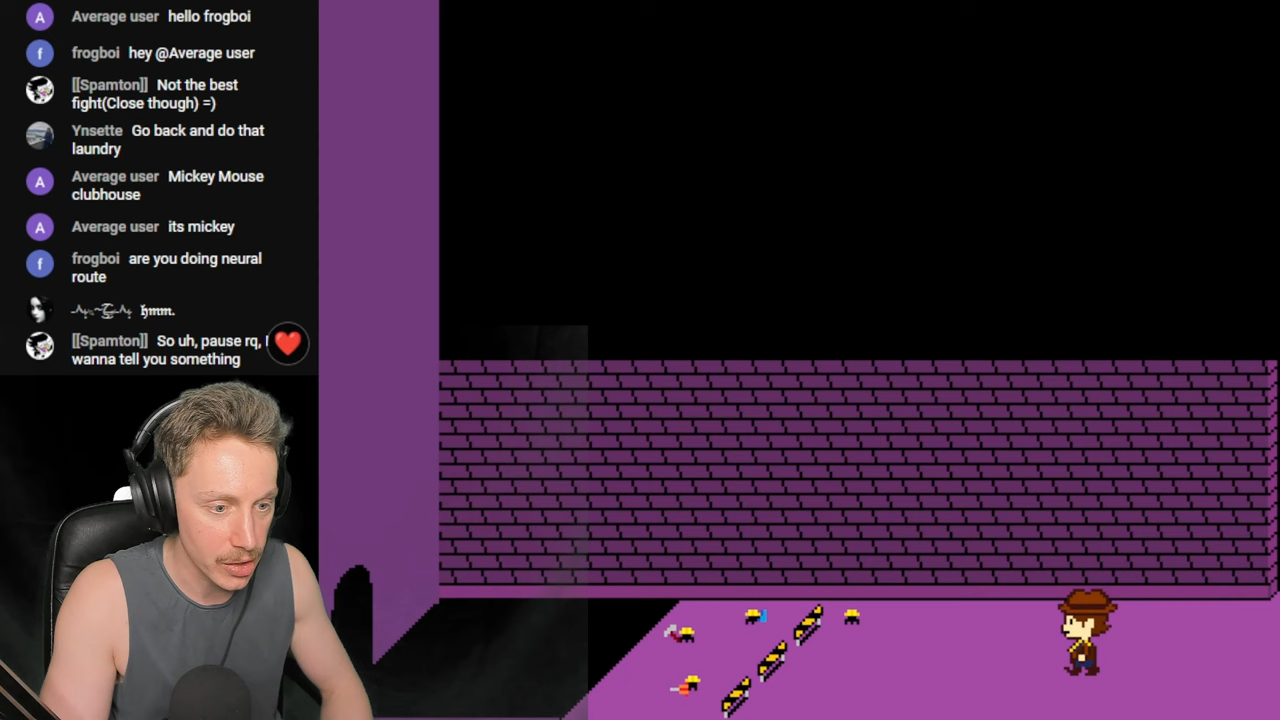 A Average user hello frogboi
f frogboi hey @Average user
[[Spamton]] Not the best
fight(Close though) =)
Ynsette Go back and do that
laundry
A Average user Mickey Mouse
clubhouse
A Average user its mickey
f frogboi are you doing neural
route
𝖍𝖒𝖒.
[[Spamton]] So uh, pause rq,
wanna tell you something